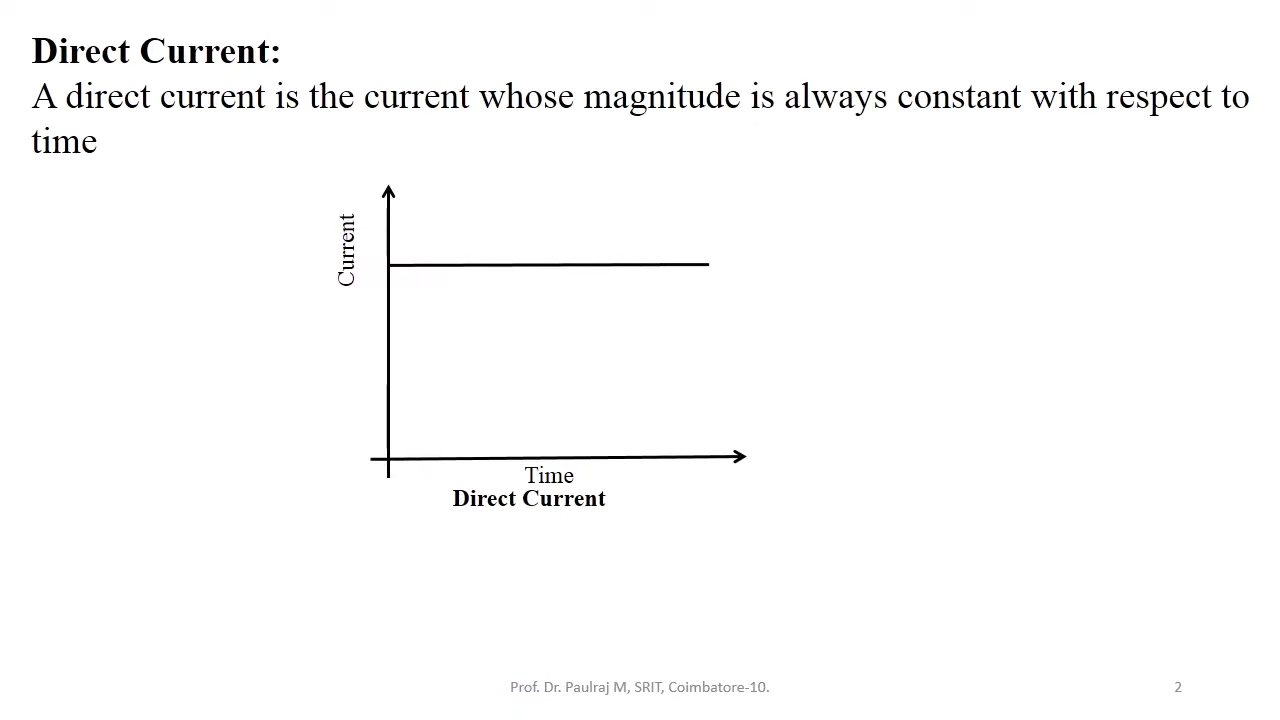 Direct Current:
A direct current is the current whose magnitude is always constant with respect to
time
Current
Time
Direct Current
Prof. Dr. Paulraj M, SRIT, Coimbatore-10.
2